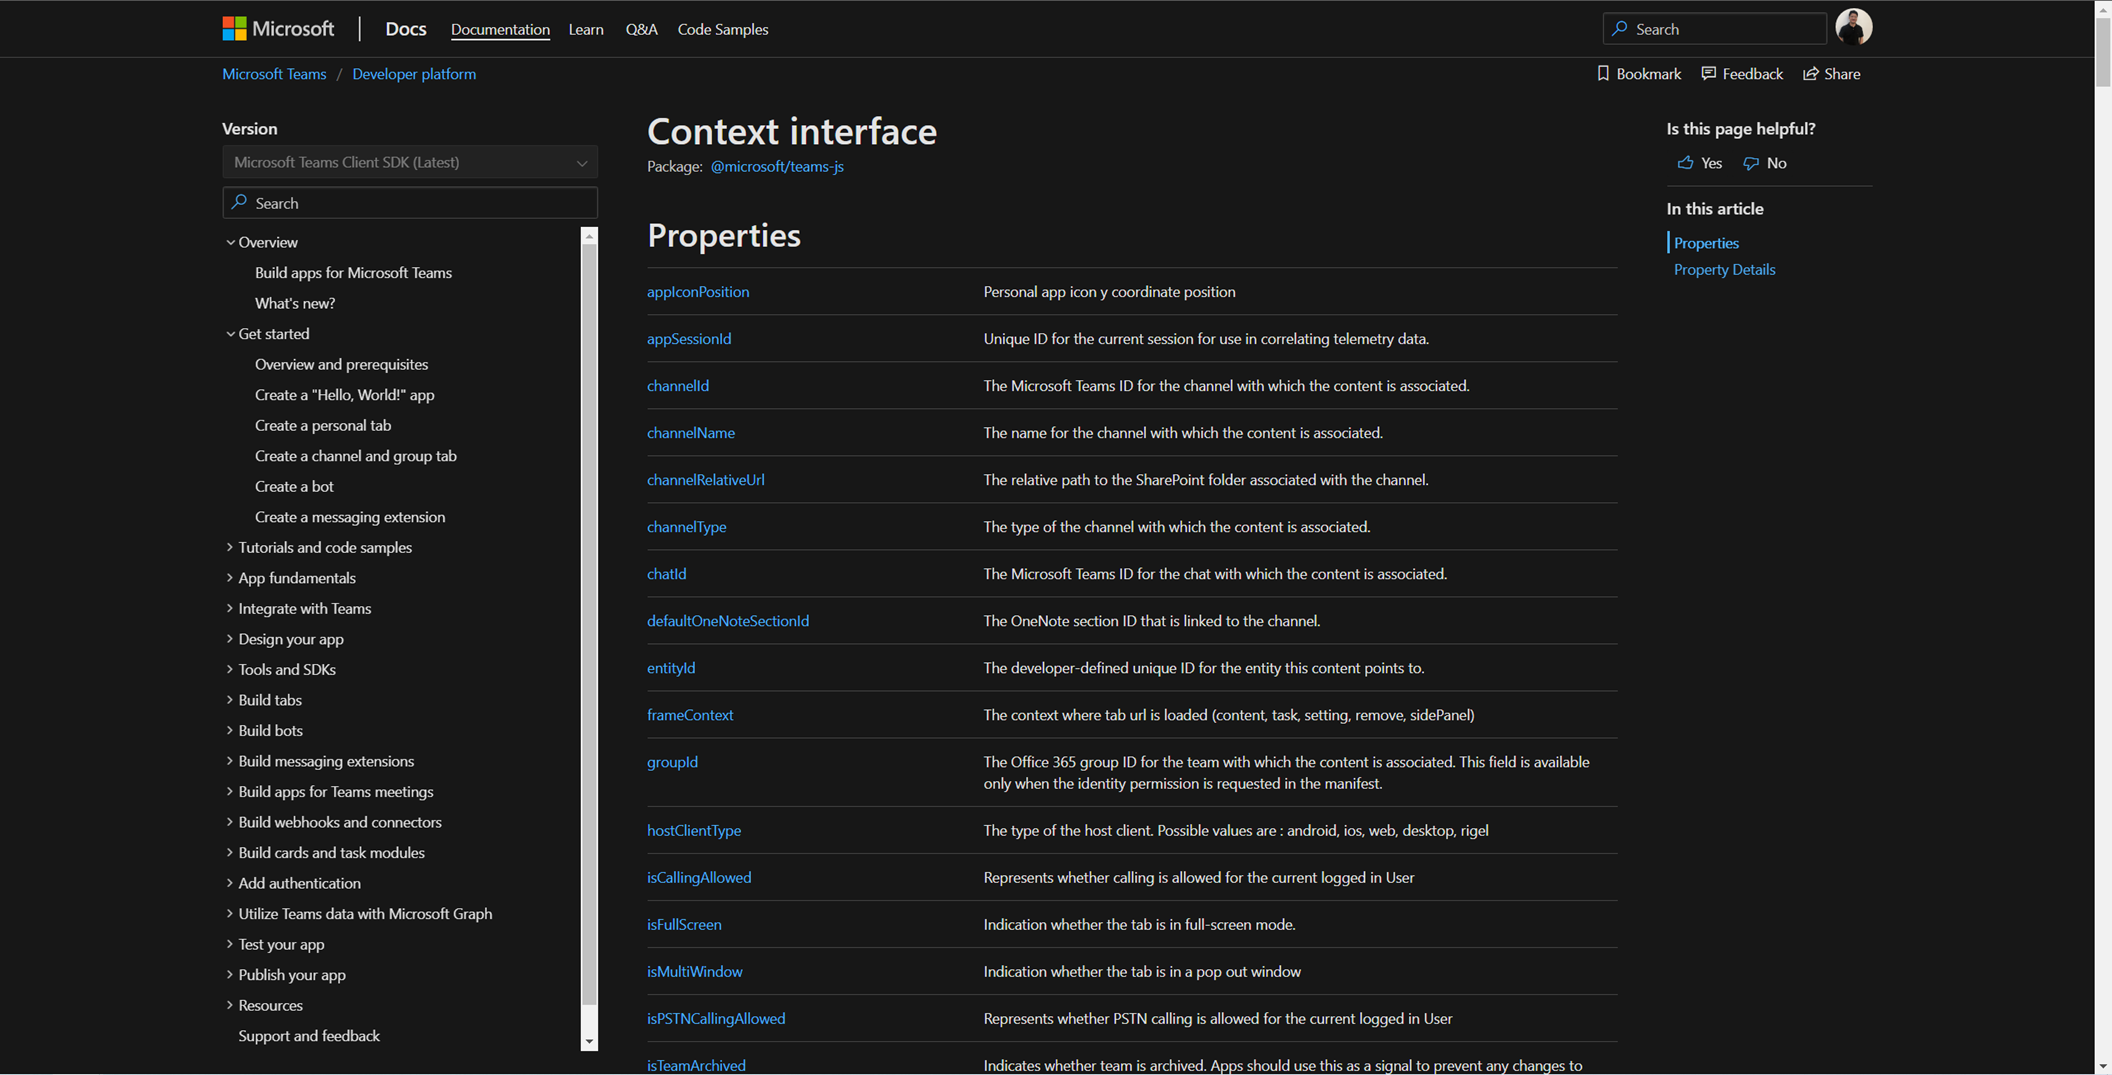 Microsoft
Docs
Documentation
Learn
Q&A
Code Samples
Search
Microsoft Teams / Developer platform
Bookmark
Feedback
Share
Version
Microsoft Teams Client SDK (Latest)
Search
Overview
Build apps for Microsoft Teams
What's new?
Get started
Overview and prerequisites
Create a "Hello, World!" app
Create a personal tab
Create a channel and group tab
Create a bot
Create a messaging extension
Tutorials and code samples
App fundamentals
Integrate with Teams
Design your app
Tools and SDKs
Build tabs
Build bots
Build messaging extensions
Build apps for Teams meetings
Build webhooks and connectors
Build cards and task modules
Add authentication
Utilize Teams data with Microsoft Graph
Test your app
Publish your app
Resources
Support and feedback
Context interface
Package: @microsoft/teams-js
Properties
appIconPosition Personal app icon y coordinate position
appSessionId Unique ID for the current session for use in correlating telemetry data.
channelId The Microsoft Teams ID for the channel with which the content is associated.
channelName The name for the channel with which the content is associated.
channelRelativeUrl The relative path to the SharePoint folder associated with the channel.
channelType The type of the channel with which the content is associated.
chatId The Microsoft Teams ID for the chat with which the content is associated.
defaultOneNoteSectionId The OneNote section ID that is linked to the channel.
entityId The developer-defined unique ID for the entity this content points to.
frameContext The context where tab url is loaded (content, task, setting, remove, sidePanel)
groupId The Office 365 group ID for the team with which the content is associated. This field is available
only when the identity permission is requested in the manifest.
hostClientType The type of the host client. Possible values are : android, ios, web, desktop, rigel
isCallingAllowed Represents whether calling is allowed for the current logged in User
isFullScreen Indication whether the tab is in full-screen mode.
isMultiWindow Indication whether the tab is in a pop out window
isPSTNCallingAllowed Represents whether PSTN calling is allowed for the current logged in User
isTeamArchived Indicates whether team is archived. Apps should use this as a signal to prevent any changes to
Is this page helpful?
Yes
No
In this article
Properties
Property Details